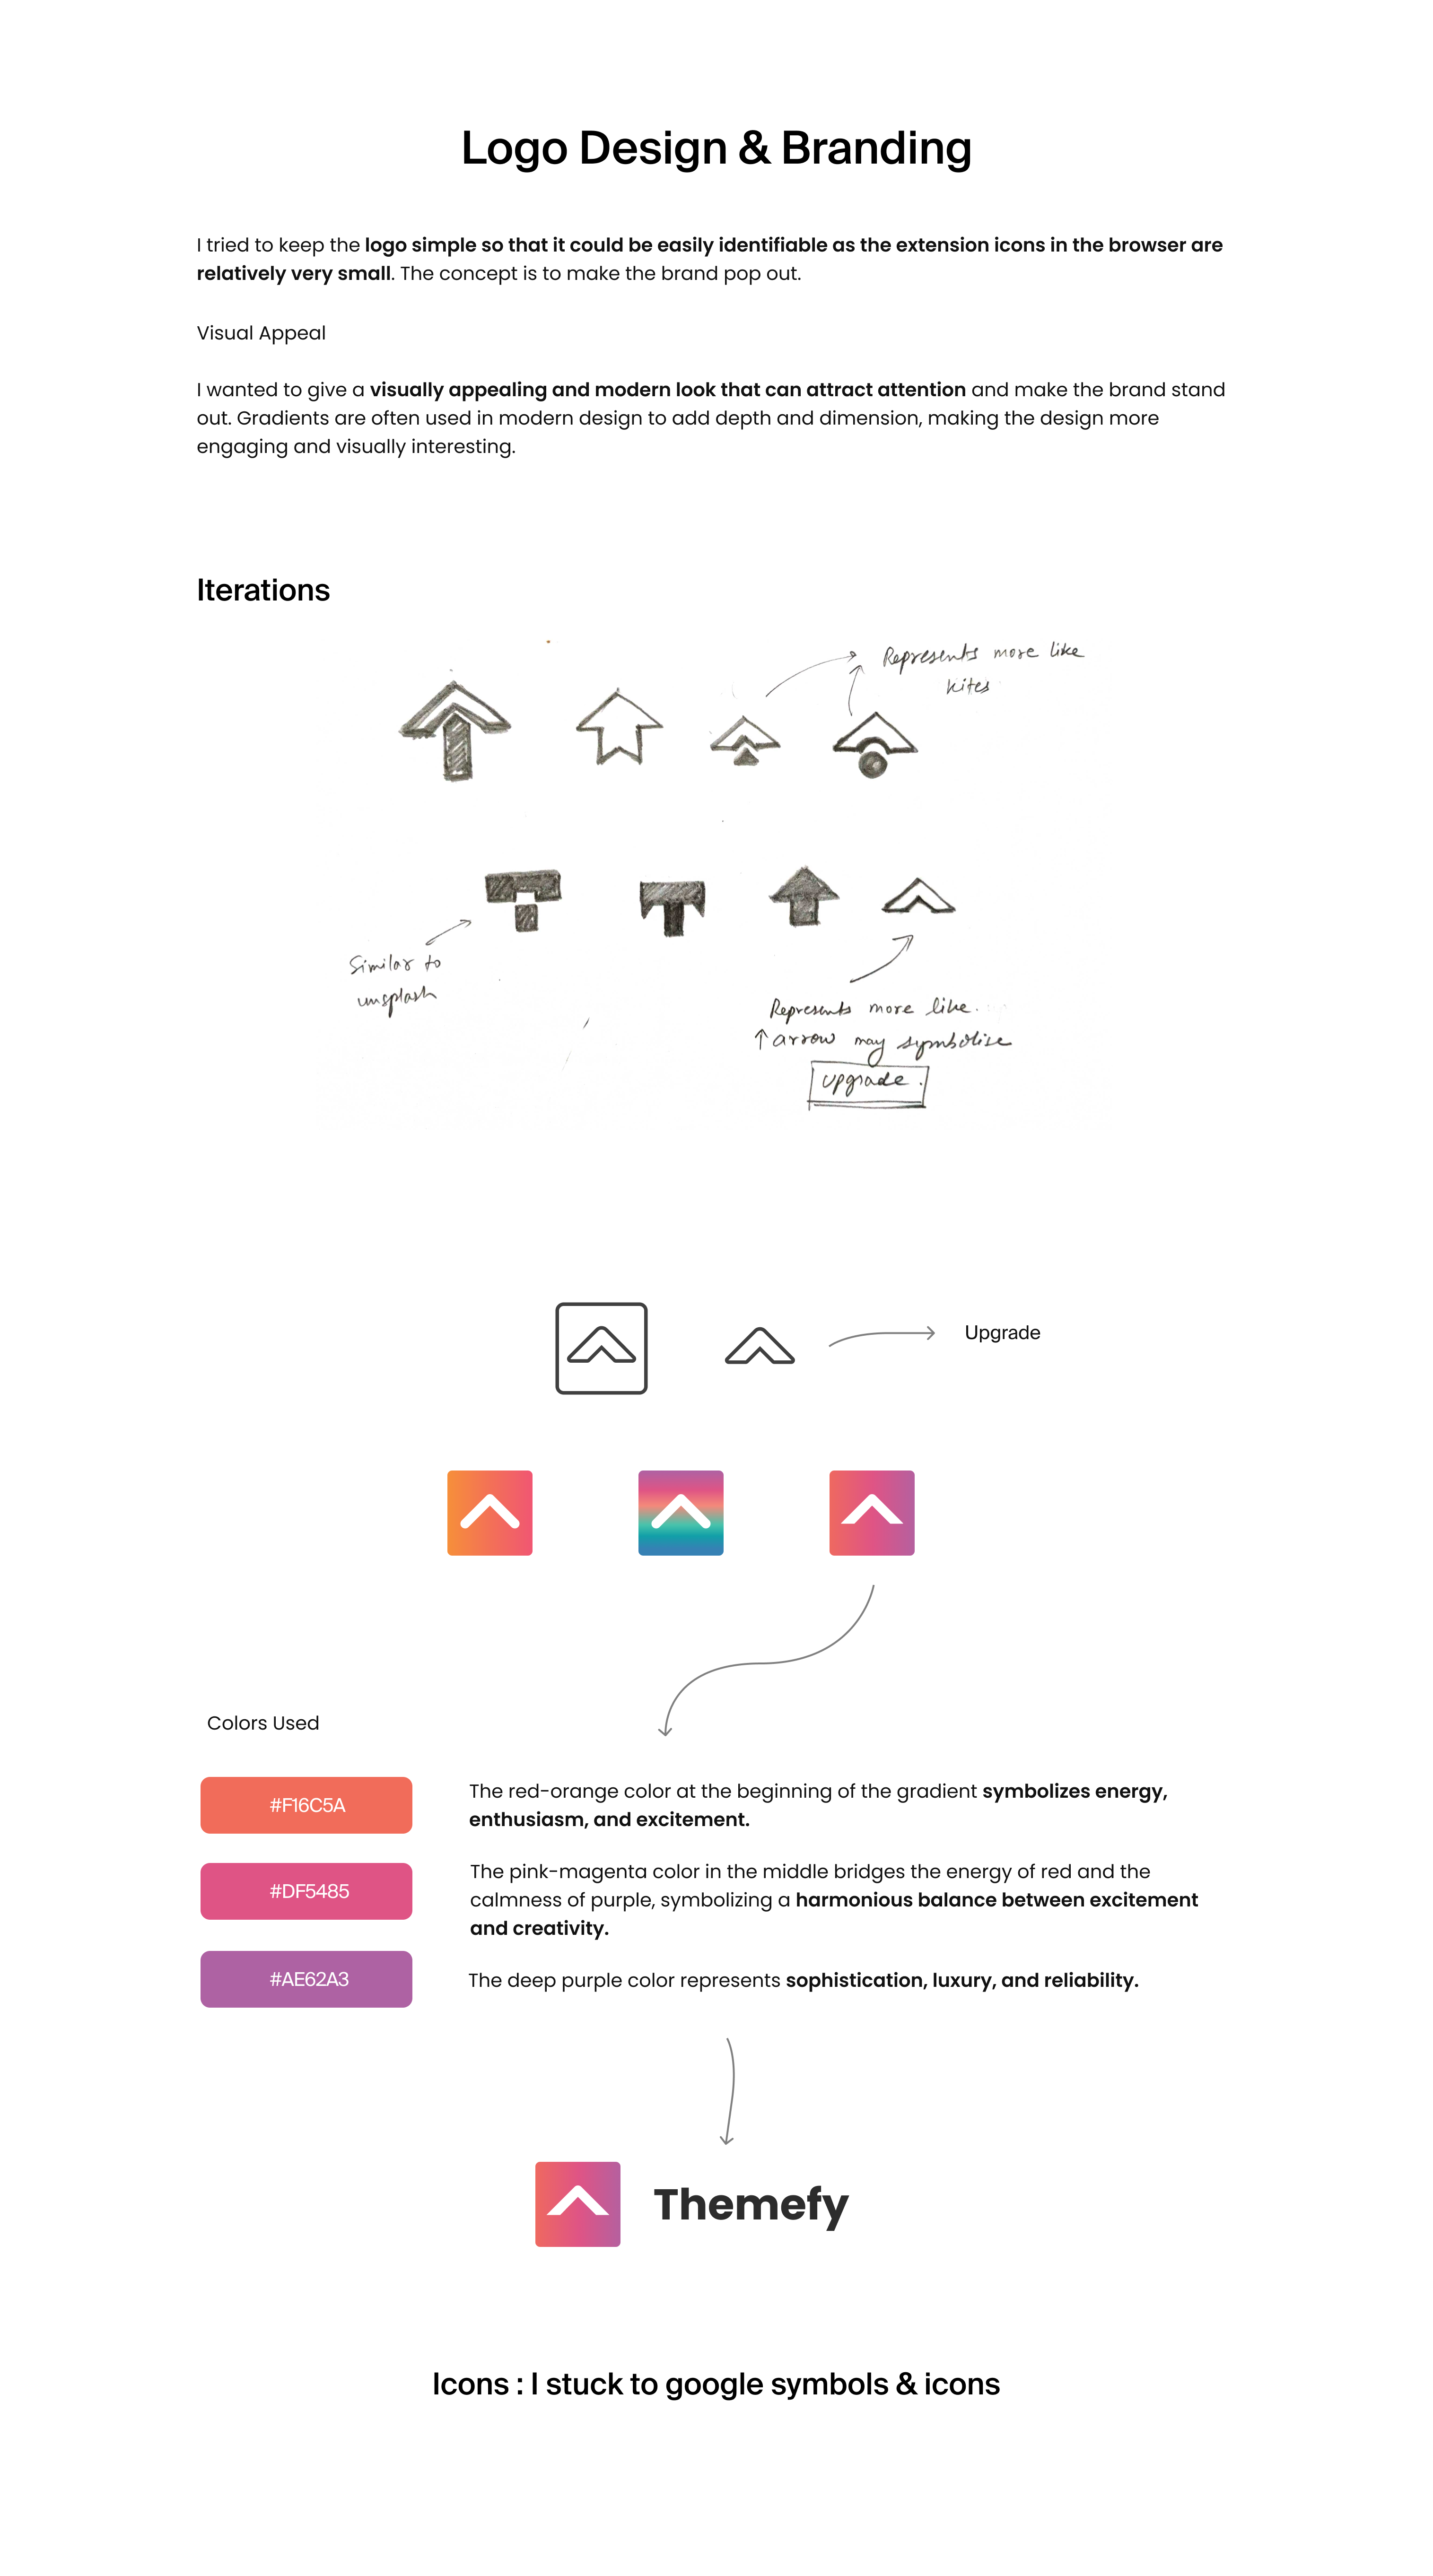 Logo Design & Branding
I tried to keep the logo simple so that it could be easily identifiable as the extension icons in the browser are
relatively very small. The concept is to make the brand pop out.
Visual Appeal
I wanted to give a visually appealing and modern look that can attract attention and make the brand stand
out. Gradients are often used in modern design to add depth and dimension, making the design more
engaging and visually interesting.
Iterations
Represents more like
kites
Similar to
unsplash
Represents more like.
↑ arrow may symbolise
upgrade.
Upgrade
Colors Used
#F16C5A
The red-orange color at the beginning of the gradient symbolizes energy,
enthusiasm, and excitement.
#DF5485
The pink-magenta color in the middle bridges the energy of red and the
calmness of purple, symbolizing a harmonious balance between excitement
and creativity.
#AE62A3
The deep purple color represents sophistication, luxury, and reliability.
Themefy
Icons : I stuck to google symbols & icons